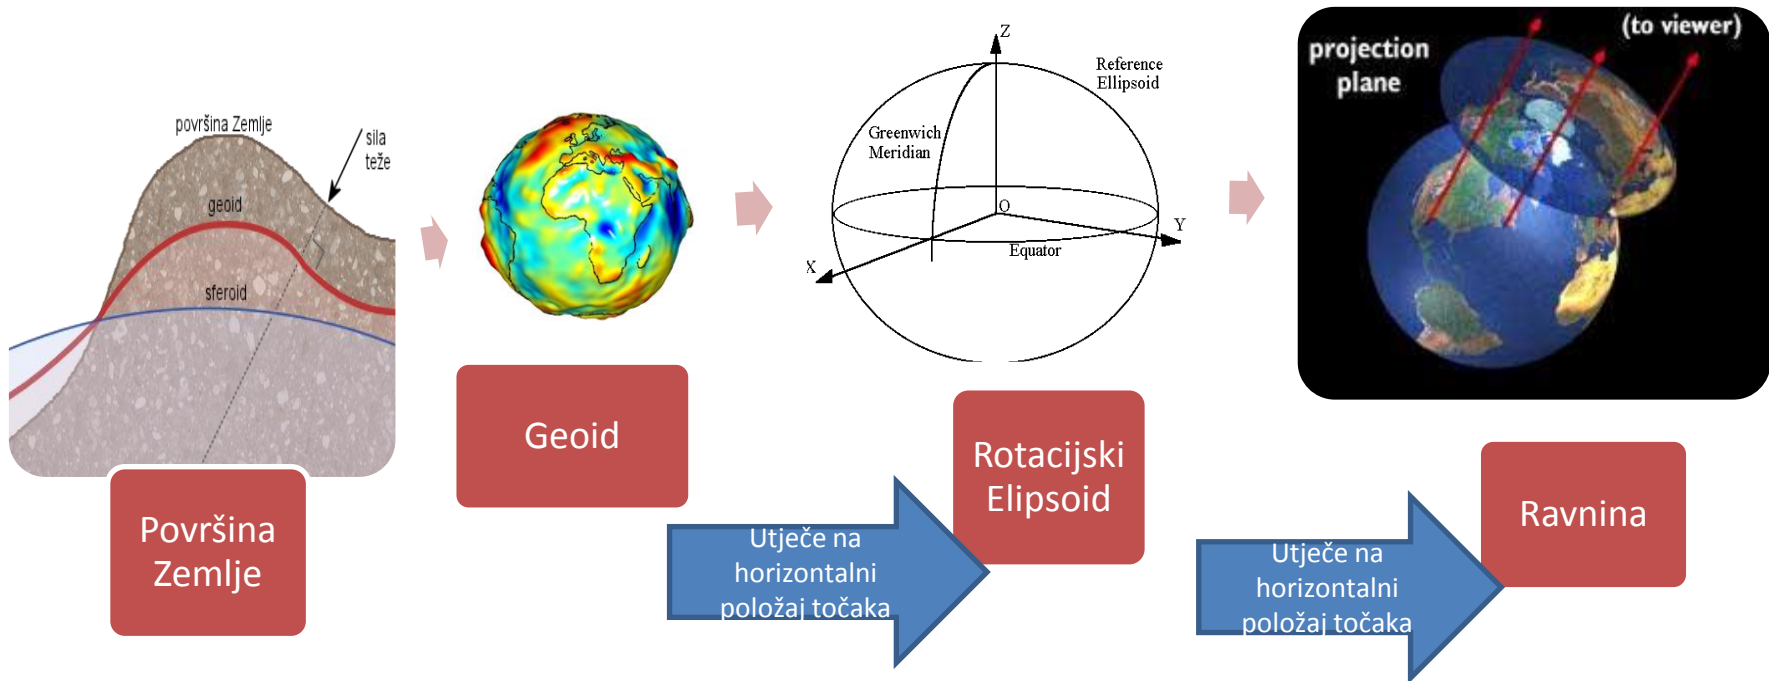 površina Zemlje
sila
teže
geoid
sferoid
Površina
Zemlje
Geoid
Z
Reference
Ellipsoid
Greenwich
Meridian
O
Y
Equator
X
Rotacijski
Elipsoid
Utječe na
horizontalni
položaj točaka
projection
plane
(to viewer)
Ravnina
Utječe na
horizontalni
položaj točaka